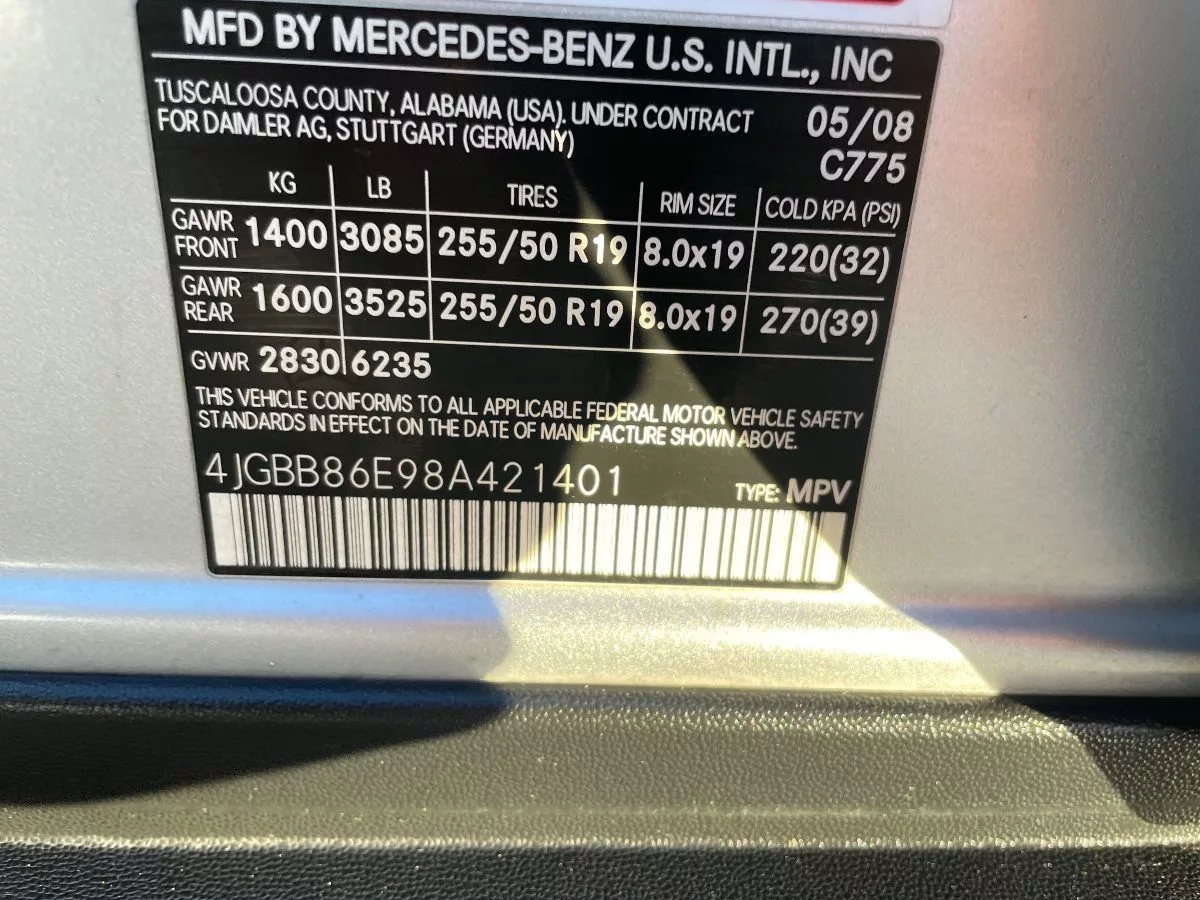 MFD BY MERCEDES-BENZ U.S. INTL., INC
TUSCALOOSA COUNTY, ALABAMA (USA). UNDER CONTRACT
FOR DAIMLER AG, STUTTGART (GERMANY)
05/08
C775
KG LB TIRES RIM SIZE COLD KPA (PSI)
GAWR FRONT 1400 3085 255/50 R19 8.0x19 220(32)
GAWR REAR 1600 3525 255/50 R19 8.0x19 270(39)
GVWR 2830 6235
THIS VEHICLE CONFORMS TO ALL APPLICABLE FEDERAL MOTOR VEHICLE SAFETY
STANDARDS IN EFFECT ON THE DATE OF MANUFACTURE SHOWN ABOVE.
4JGBB86E98A421401 TYPE: MPV